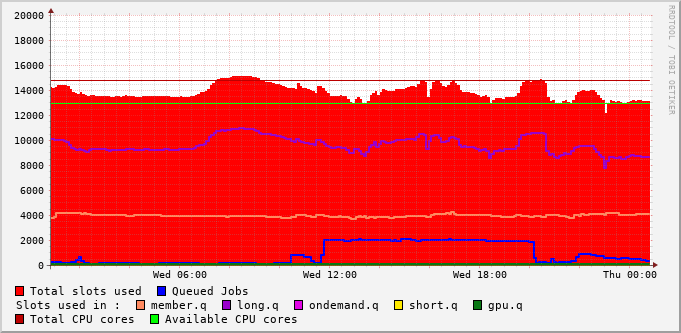 20000
18000
16000
14000
12000
10000
8000
6000
4000
2000
0
Wed 06:00 Wed 12:00 Wed 18:00 Thu 00:00
Total slots used Queued Jobs
Slots used in : member.q long.q ondemand.q short.q gpu.q
Total CPU cores Available CPU cores
RRDTOOL / TOBI OETIKER